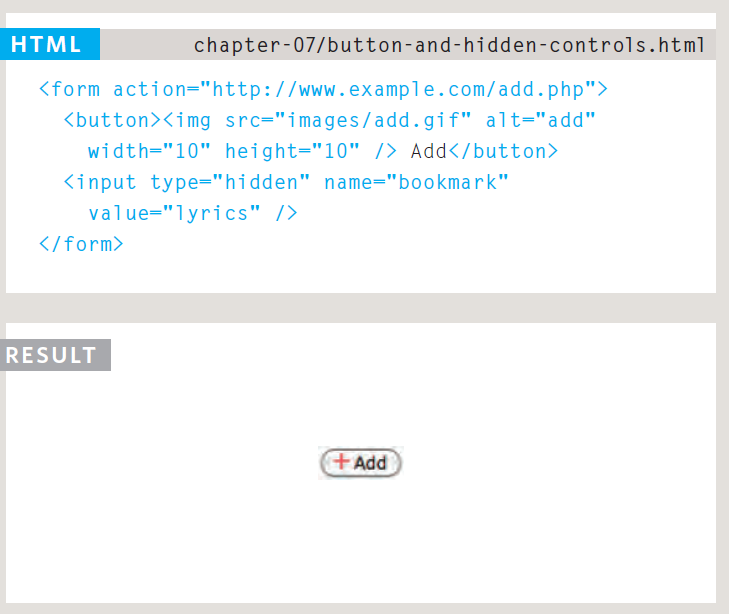 HTML chapter-07/button-and-hidden-controls.html
<form action="http://www.example.com/add.php">
<button><img src="images/add.gif" alt="add"
width="10" height="10" /> Add</button>
<input type="hidden" name="bookmark"
value="lyrics" />
</form>
RESULT
+ Add